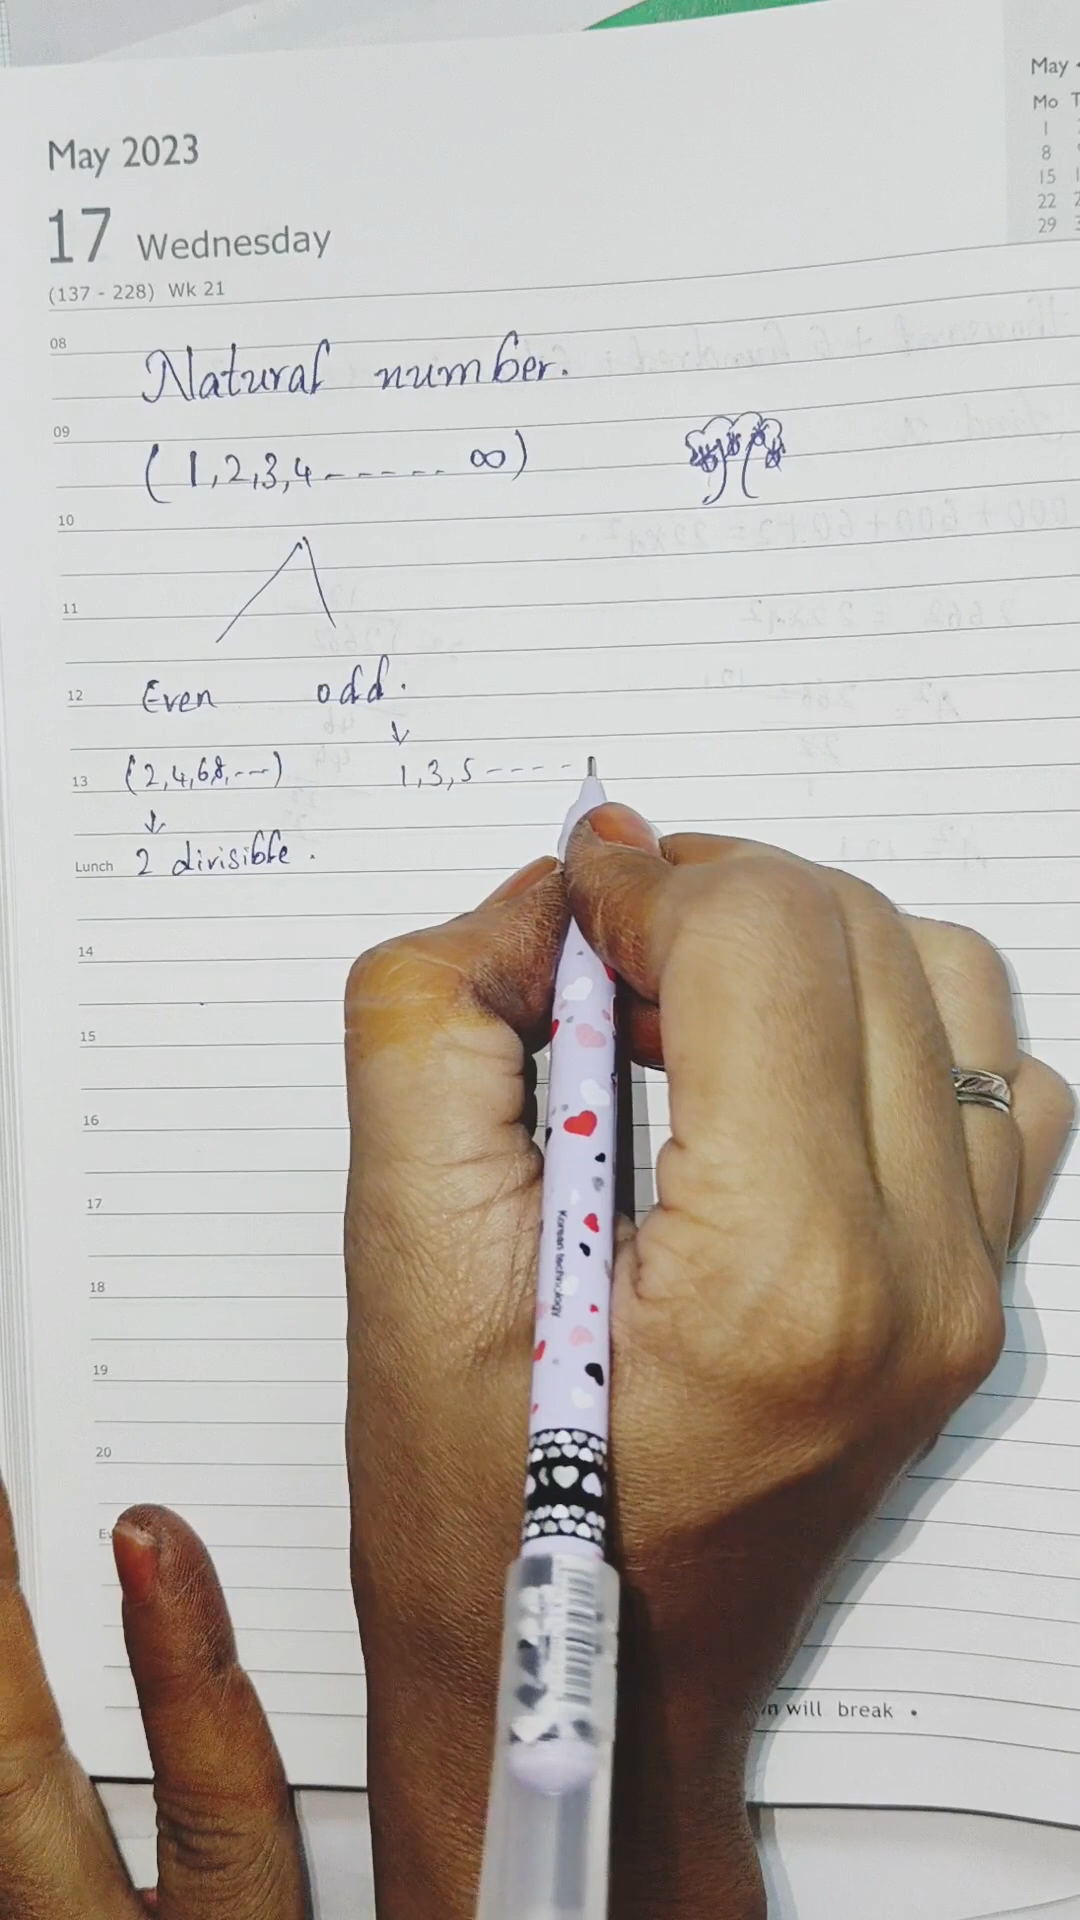 May
Mo T
1
8
15
22
29
May 2023
17 Wednesday
(137 - 228) Wk 21
08
Natural number.
09
(1,2,3,4------ ∞)
10
11
12 Even odd.
13 (2,4,6,8,---) 1,3,5-----
Lunch 2 divisible.
14
15
16
17
18
19
20
will break •
Korean technology